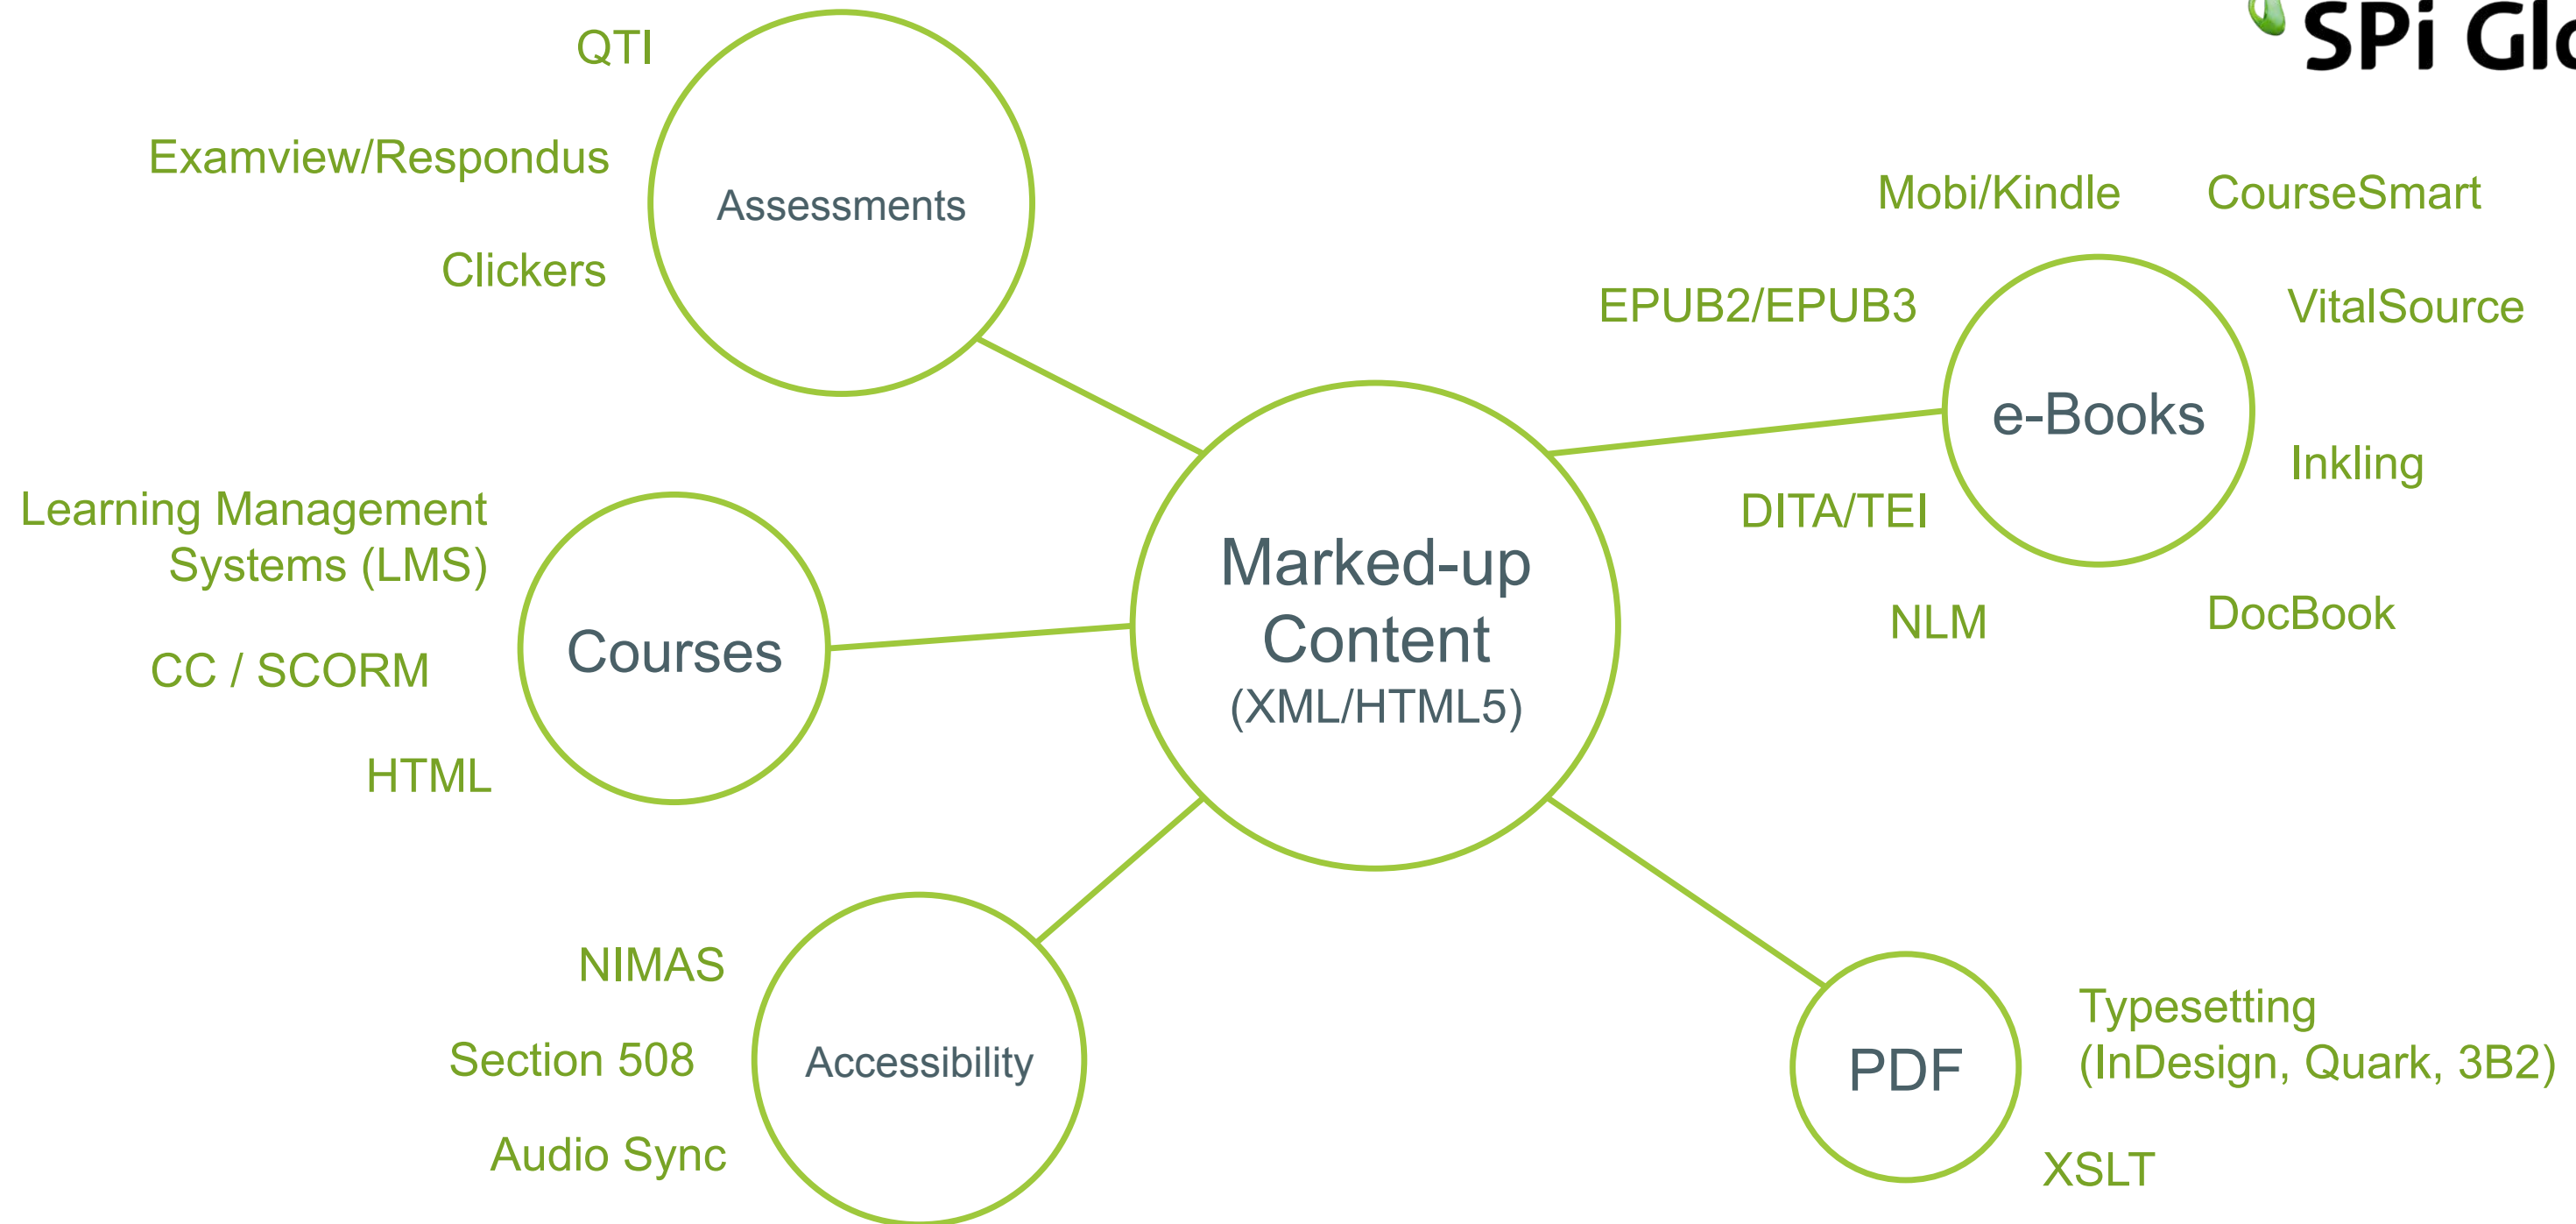 SPi Glo
QTI
Examview/Respondus
Clickers
Assessments
Mobi/Kindle
CourseSmart
EPUB2/EPUB3
VitalSource
e-Books
Inkling
DITA/TEI
NLM
DocBook
Learning Management
Systems (LMS)
CC / SCORM
HTML
Courses
Marked-up
Content
(XML/HTML5)
NIMAS
Section 508
Audio Sync
Accessibility
PDF
Typesetting
(InDesign, Quark, 3B2)
XSLT